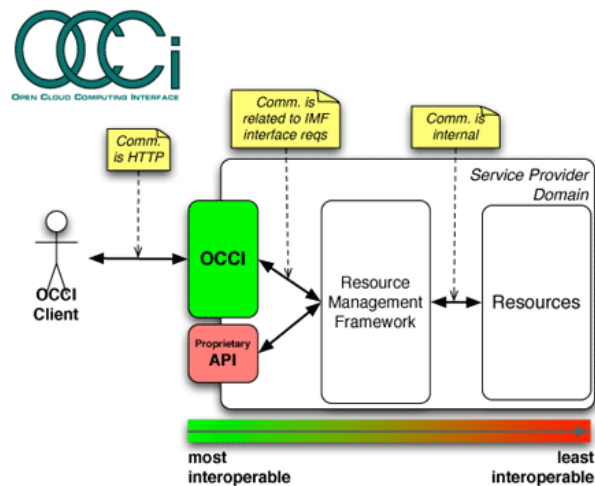 OCCi
OPEN CLOUD COMPUTING INTERFACE
Comm.
is HTTP
Comm. is
related to IMF
interface reqs
Comm. is
internal
Service Provider
Domain
OCCI
Client
OCCI
Proprietary
API
Resource
Management
Framework
Resources
most
interoperable
least
interoperable